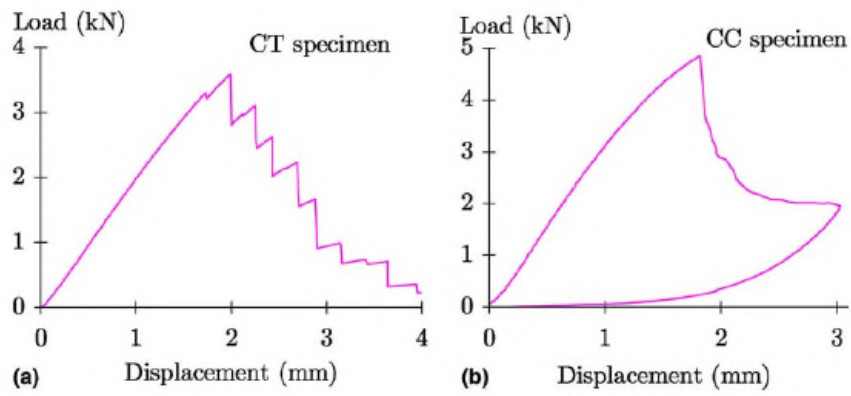 Load (kN)
CT specimen
4
3
2
1
0
0 1 2 3 4
(a) Displacement (mm)
Load (kN)
CC specimen
5
4
3
2
1
0
0 1 2 3
(b) Displacement (mm)